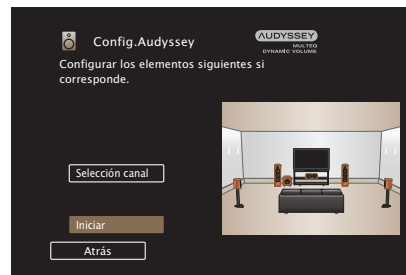 Config.Audyssey
AUDYSSEY
MULTEQ
DYNAMIC VOLUME
Configurar los elementos siguientes si
corresponde.
Selección canal
Iniciar
Atrás